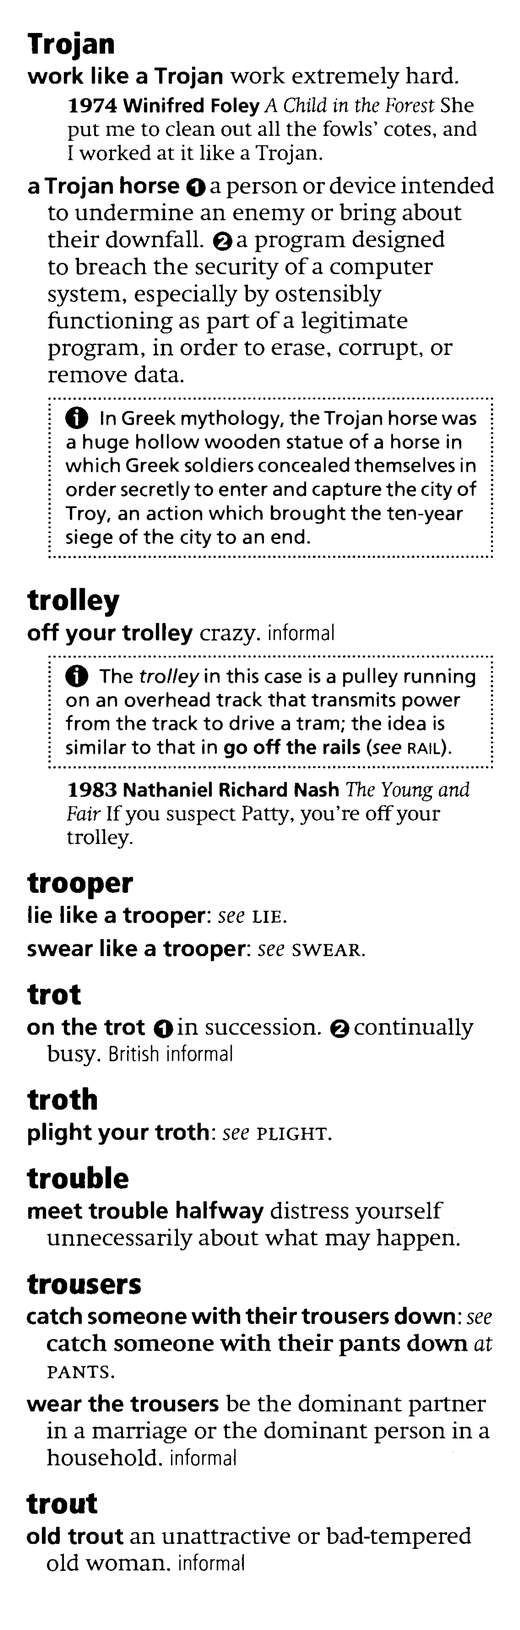 Trojan
work like a Trojan work extremely hard.
1974 Winifred Foley A Child in the Forest She
put me to clean out all the fowls' cotes, and
I worked at it like a Trojan.
a Trojan horse ❶ a person or device intended
to undermine an enemy or bring about
their downfall. ❷ a program designed
to breach the security of a computer
system, especially by ostensibly
functioning as part of a legitimate
program, in order to erase, corrupt, or
remove data.
ℹ In Greek mythology, the Trojan horse was
a huge hollow wooden statue of a horse in
which Greek soldiers concealed themselves in
order secretly to enter and capture the city of
Troy, an action which brought the ten-year
siege of the city to an end.
trolley
off your trolley crazy. informal
ℹ The trolley in this case is a pulley running
on an overhead track that transmits power
from the track to drive a tram; the idea is
similar to that in go off the rails (see RAIL).
1983 Nathaniel Richard Nash The Young and
Fair If you suspect Patty, you're off your
trolley.
trooper
lie like a trooper: see LIE.
swear like a trooper: see SWEAR.
trot
on the trot ❶ in succession. ❷ continually
busy. British informal
troth
plight your troth: see PLIGHT.
trouble
meet trouble halfway distress yourself
unnecessarily about what may happen.
trousers
catch someone with their trousers down: see
catch someone with their pants down at
PANTS.
wear the trousers be the dominant partner
in a marriage or the dominant person in a
household. informal
trout
old trout an unattractive or bad-tempered
old woman. informal